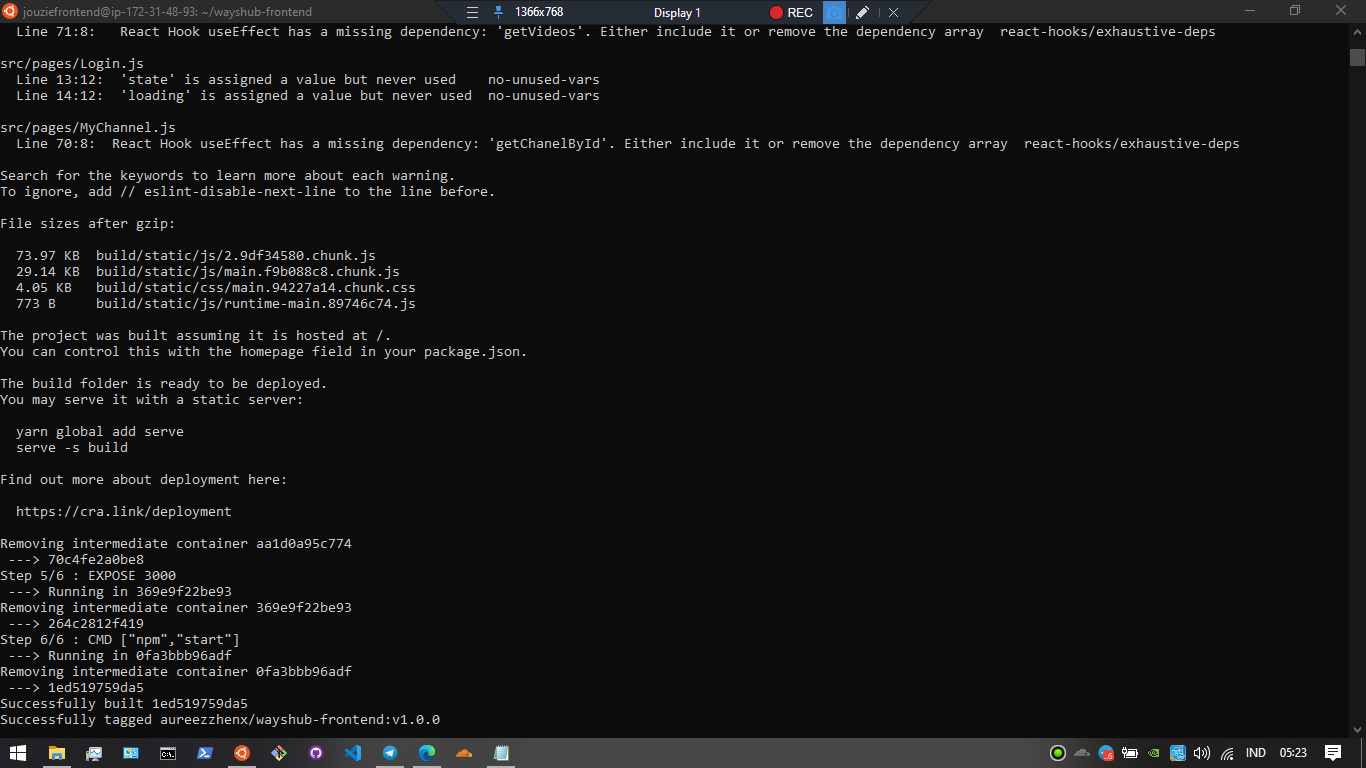 jouziefrontend@ip-172-31-48-93: ~/wayshub-frontend
1366x768
Display 1
REC
  Line 71:8:   React Hook useEffect has a missing dependency: 'getVideos'. Either include it or remove the dependency array  react-hooks/exhaustive-deps
src/pages/Login.js
  Line 13:12:  'state' is assigned a value but never used    no-unused-vars
  Line 14:12:  'loading' is assigned a value but never used  no-unused-vars
src/pages/MyChannel.js
  Line 70:8:  React Hook useEffect has a missing dependency: 'getChanelById'. Either include it or remove the dependency array  react-hooks/exhaustive-deps
Search for the keywords to learn more about each warning.
To ignore, add // eslint-disable-next-line to the line before.
File sizes after gzip:
  73.97 KB  build/static/js/2.9df34580.chunk.js
  29.14 KB  build/static/js/main.f9b088c8.chunk.js
  4.05 KB   build/static/css/main.94227a14.chunk.css
  773 B     build/static/js/runtime-main.89746c74.js
The project was built assuming it is hosted at /.
You can control this with the homepage field in your package.json.
The build folder is ready to be deployed.
You may serve it with a static server:
  yarn global add serve
  serve -s build
Find out more about deployment here:
  https://cra.link/deployment
Removing intermediate container aa1d0a95c774
 ---> 70c4fe2a0be8
Step 5/6 : EXPOSE 3000
 ---> Running in 369e9f22be93
Removing intermediate container 369e9f22be93
 ---> 264c2812f419
Step 6/6 : CMD ["npm","start"]
 ---> Running in 0fa3bbb96adf
Removing intermediate container 0fa3bbb96adf
 ---> 1ed519759da5
Successfully built 1ed519759da5
Successfully tagged aureezzhenx/wayshub-frontend:v1.0.0
IND
05:23